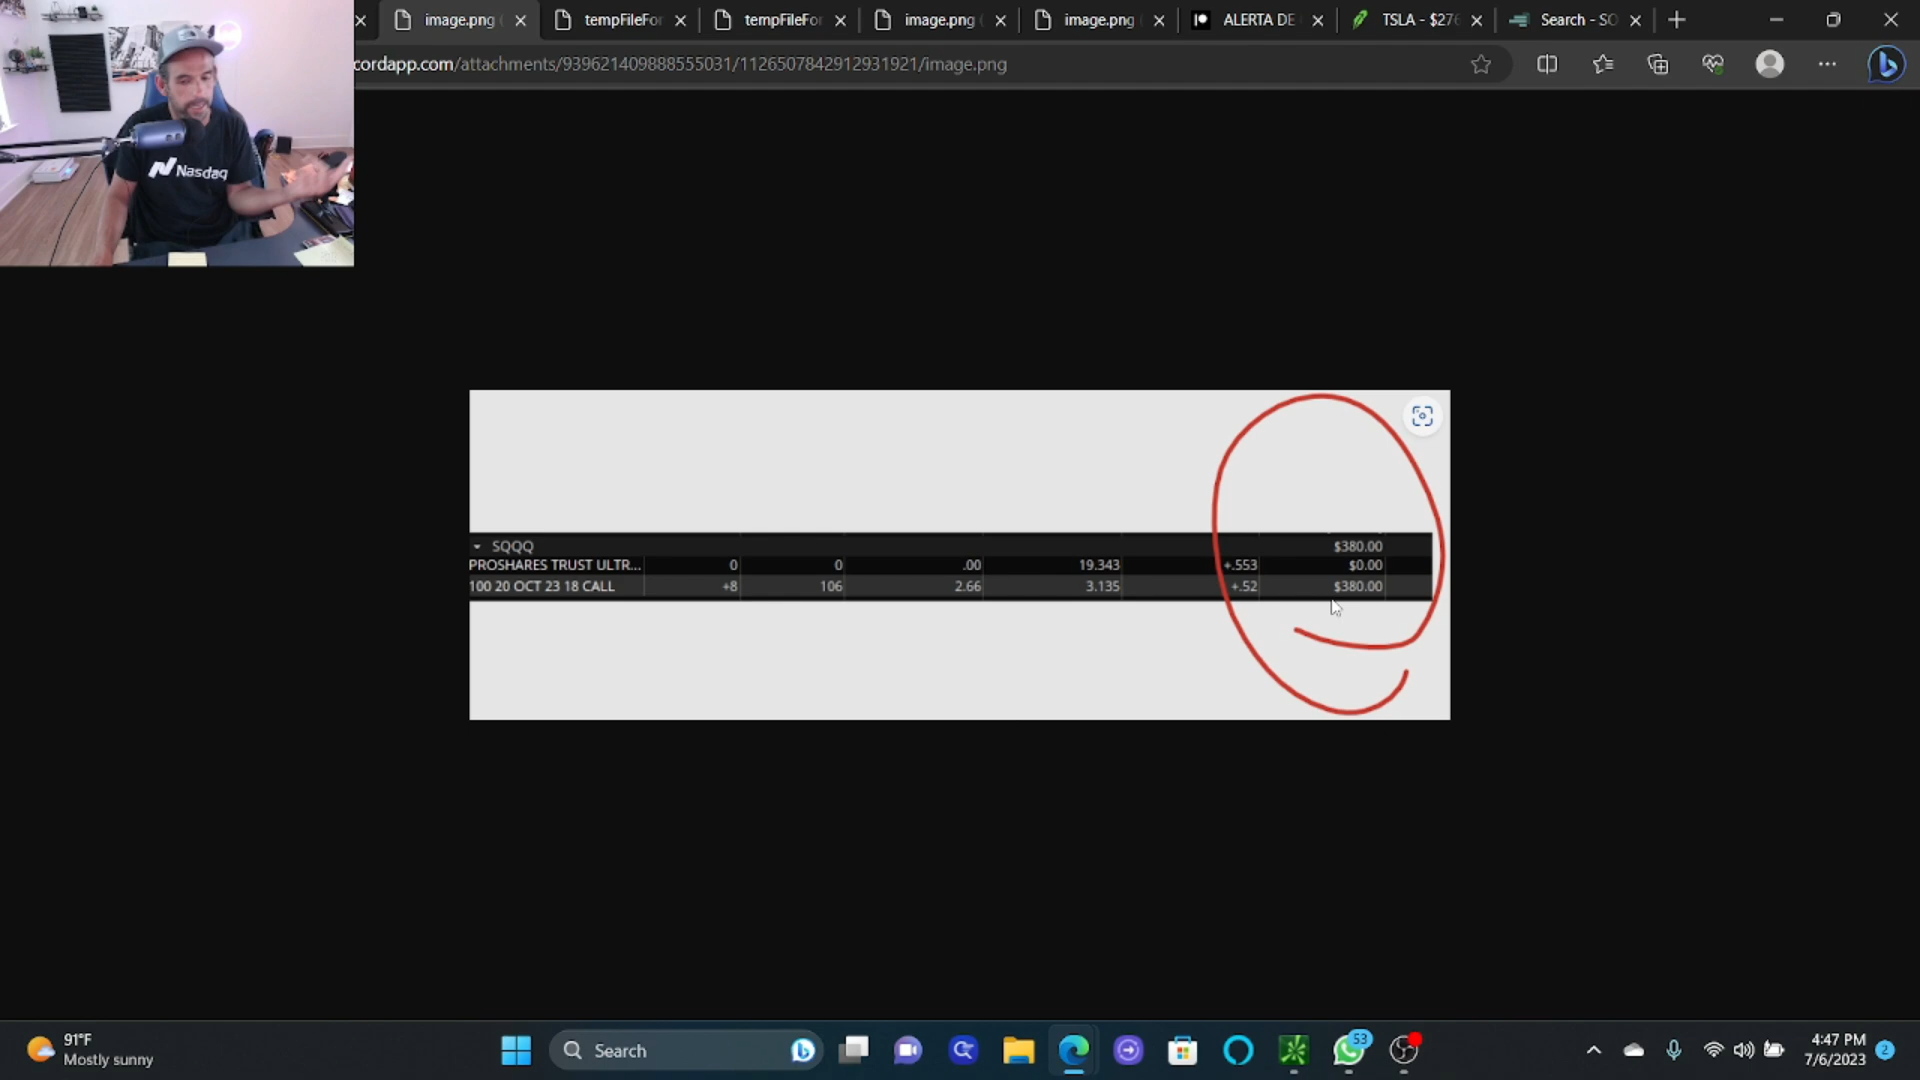 image.png
tempFileFor
tempFileFor
image.png (
image.png
ALERTA DE
TSLA - $276
Search - SO
cordapp.com/attachments/939621409888555031/1126507842912931921/image.png
Nasdaq
SQQQ $380.00
PROSHARES TRUST ULTR... 0 0 .00 19.343 +.553 $0.00
100 20 OCT 23 18 CALL +8 106 2.66 3.135 +.52 $380.00
91°F
Mostly sunny
Search
53
4:47 PM
7/6/2023
2